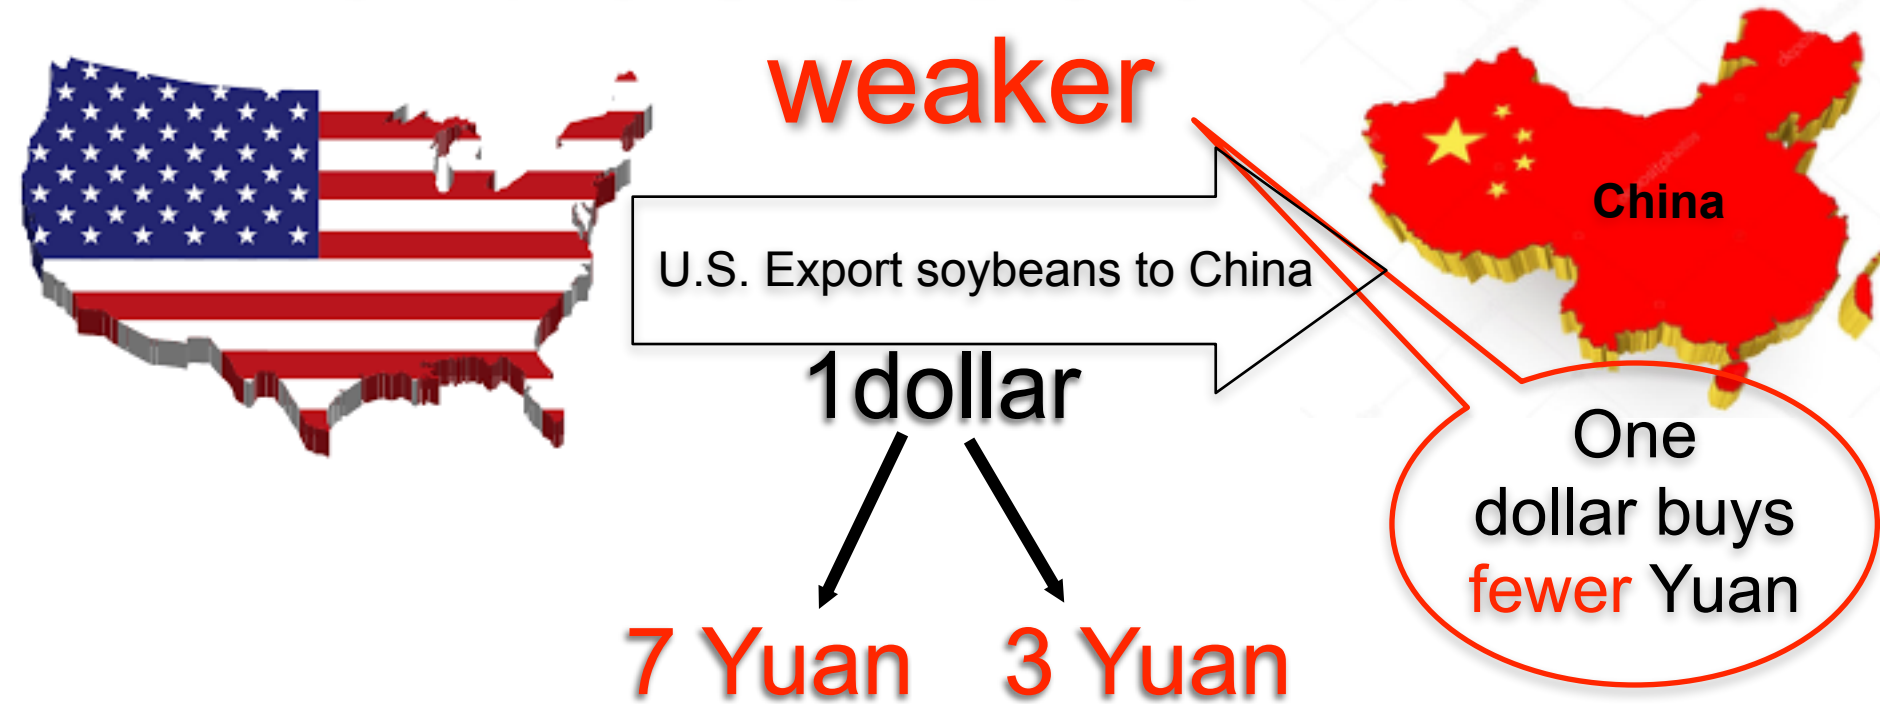 weaker
China
U.S. Export soybeans to China
1dollar
One
dollar buys
fewer Yuan
7 Yuan
3 Yuan